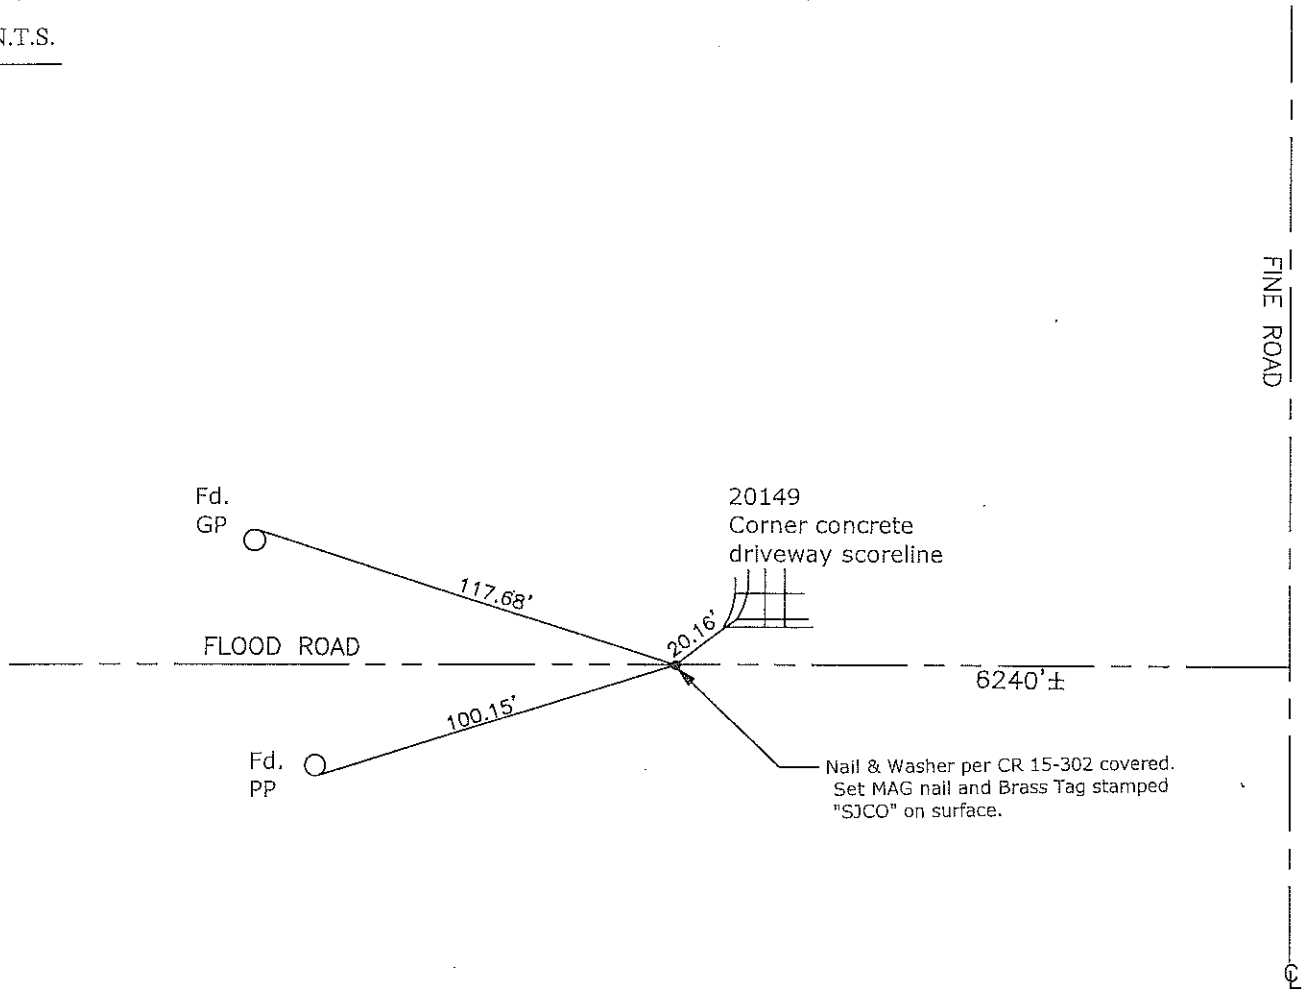 N.T.S.
FINE ROAD
Fd.
GP
20149
Corner concrete
driveway scoreline
117.68'
20.16'
FLOOD ROAD
6240'±
100.15'
Fd.
PP
Nail & Washer per CR 15-302 covered.
Set MAG nail and Brass Tag stamped
"SJCO" on surface.
℄